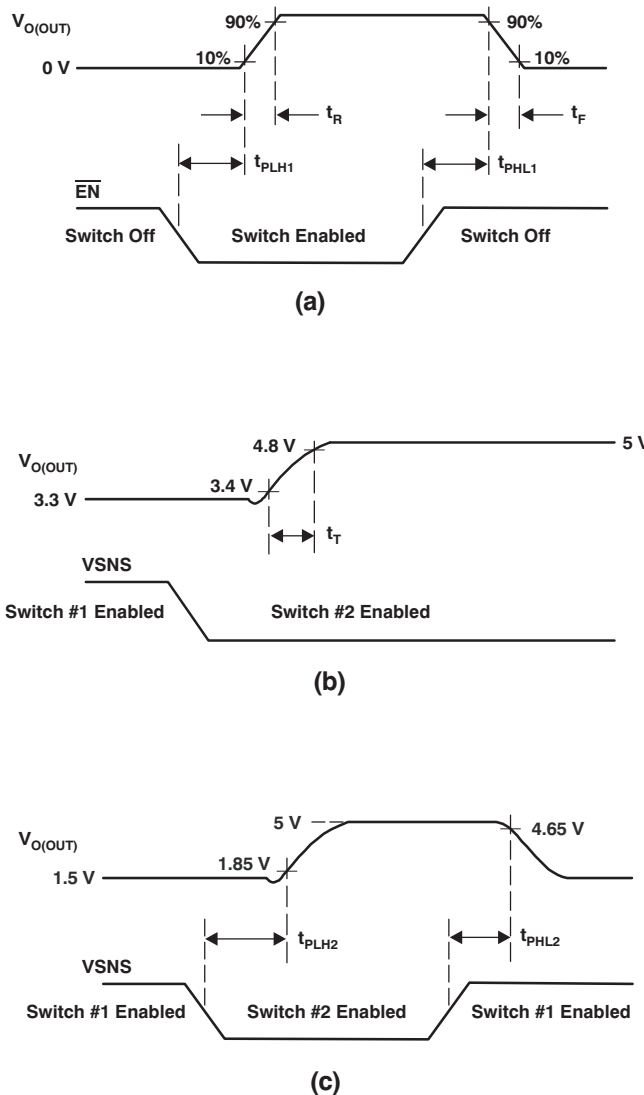 V_O(OUT)
90%
90%
10%
10%
0 V
t_R
t_F
t_PLH1
t_PHL1
E̅N̅
Switch Off
Switch Enabled
Switch Off
(a)
4.8 V
5 V
V_O(OUT)
3.4 V
3.3 V
t_T
VSNS
Switch #1 Enabled
Switch #2 Enabled
(b)
5 V
4.65 V
V_O(OUT)
1.85 V
1.5 V
t_PLH2
t_PHL2
VSNS
Switch #1 Enabled
Switch #2 Enabled
Switch #1 Enabled
(c)